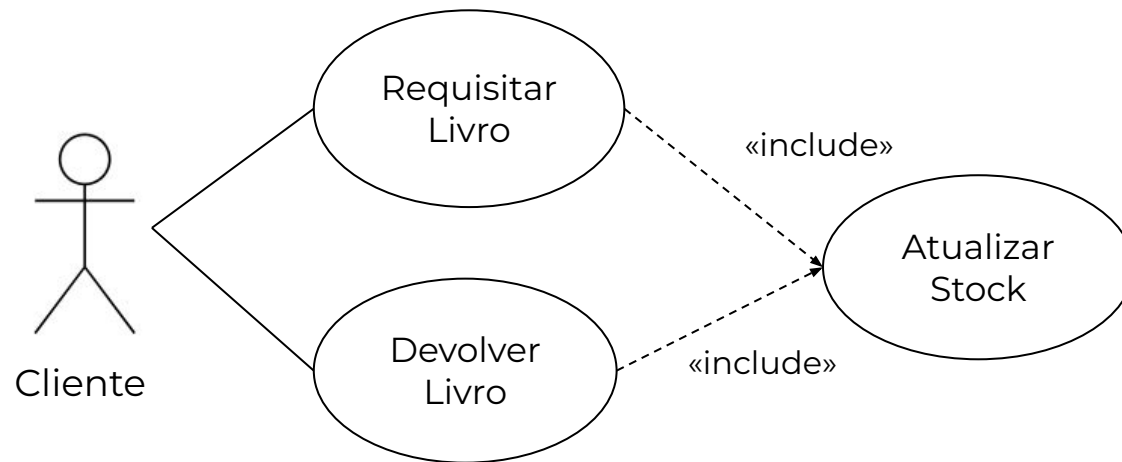 Requisitar
Livro
«include»
Atualizar
Stock
Devolver
Livro
«include»
Cliente